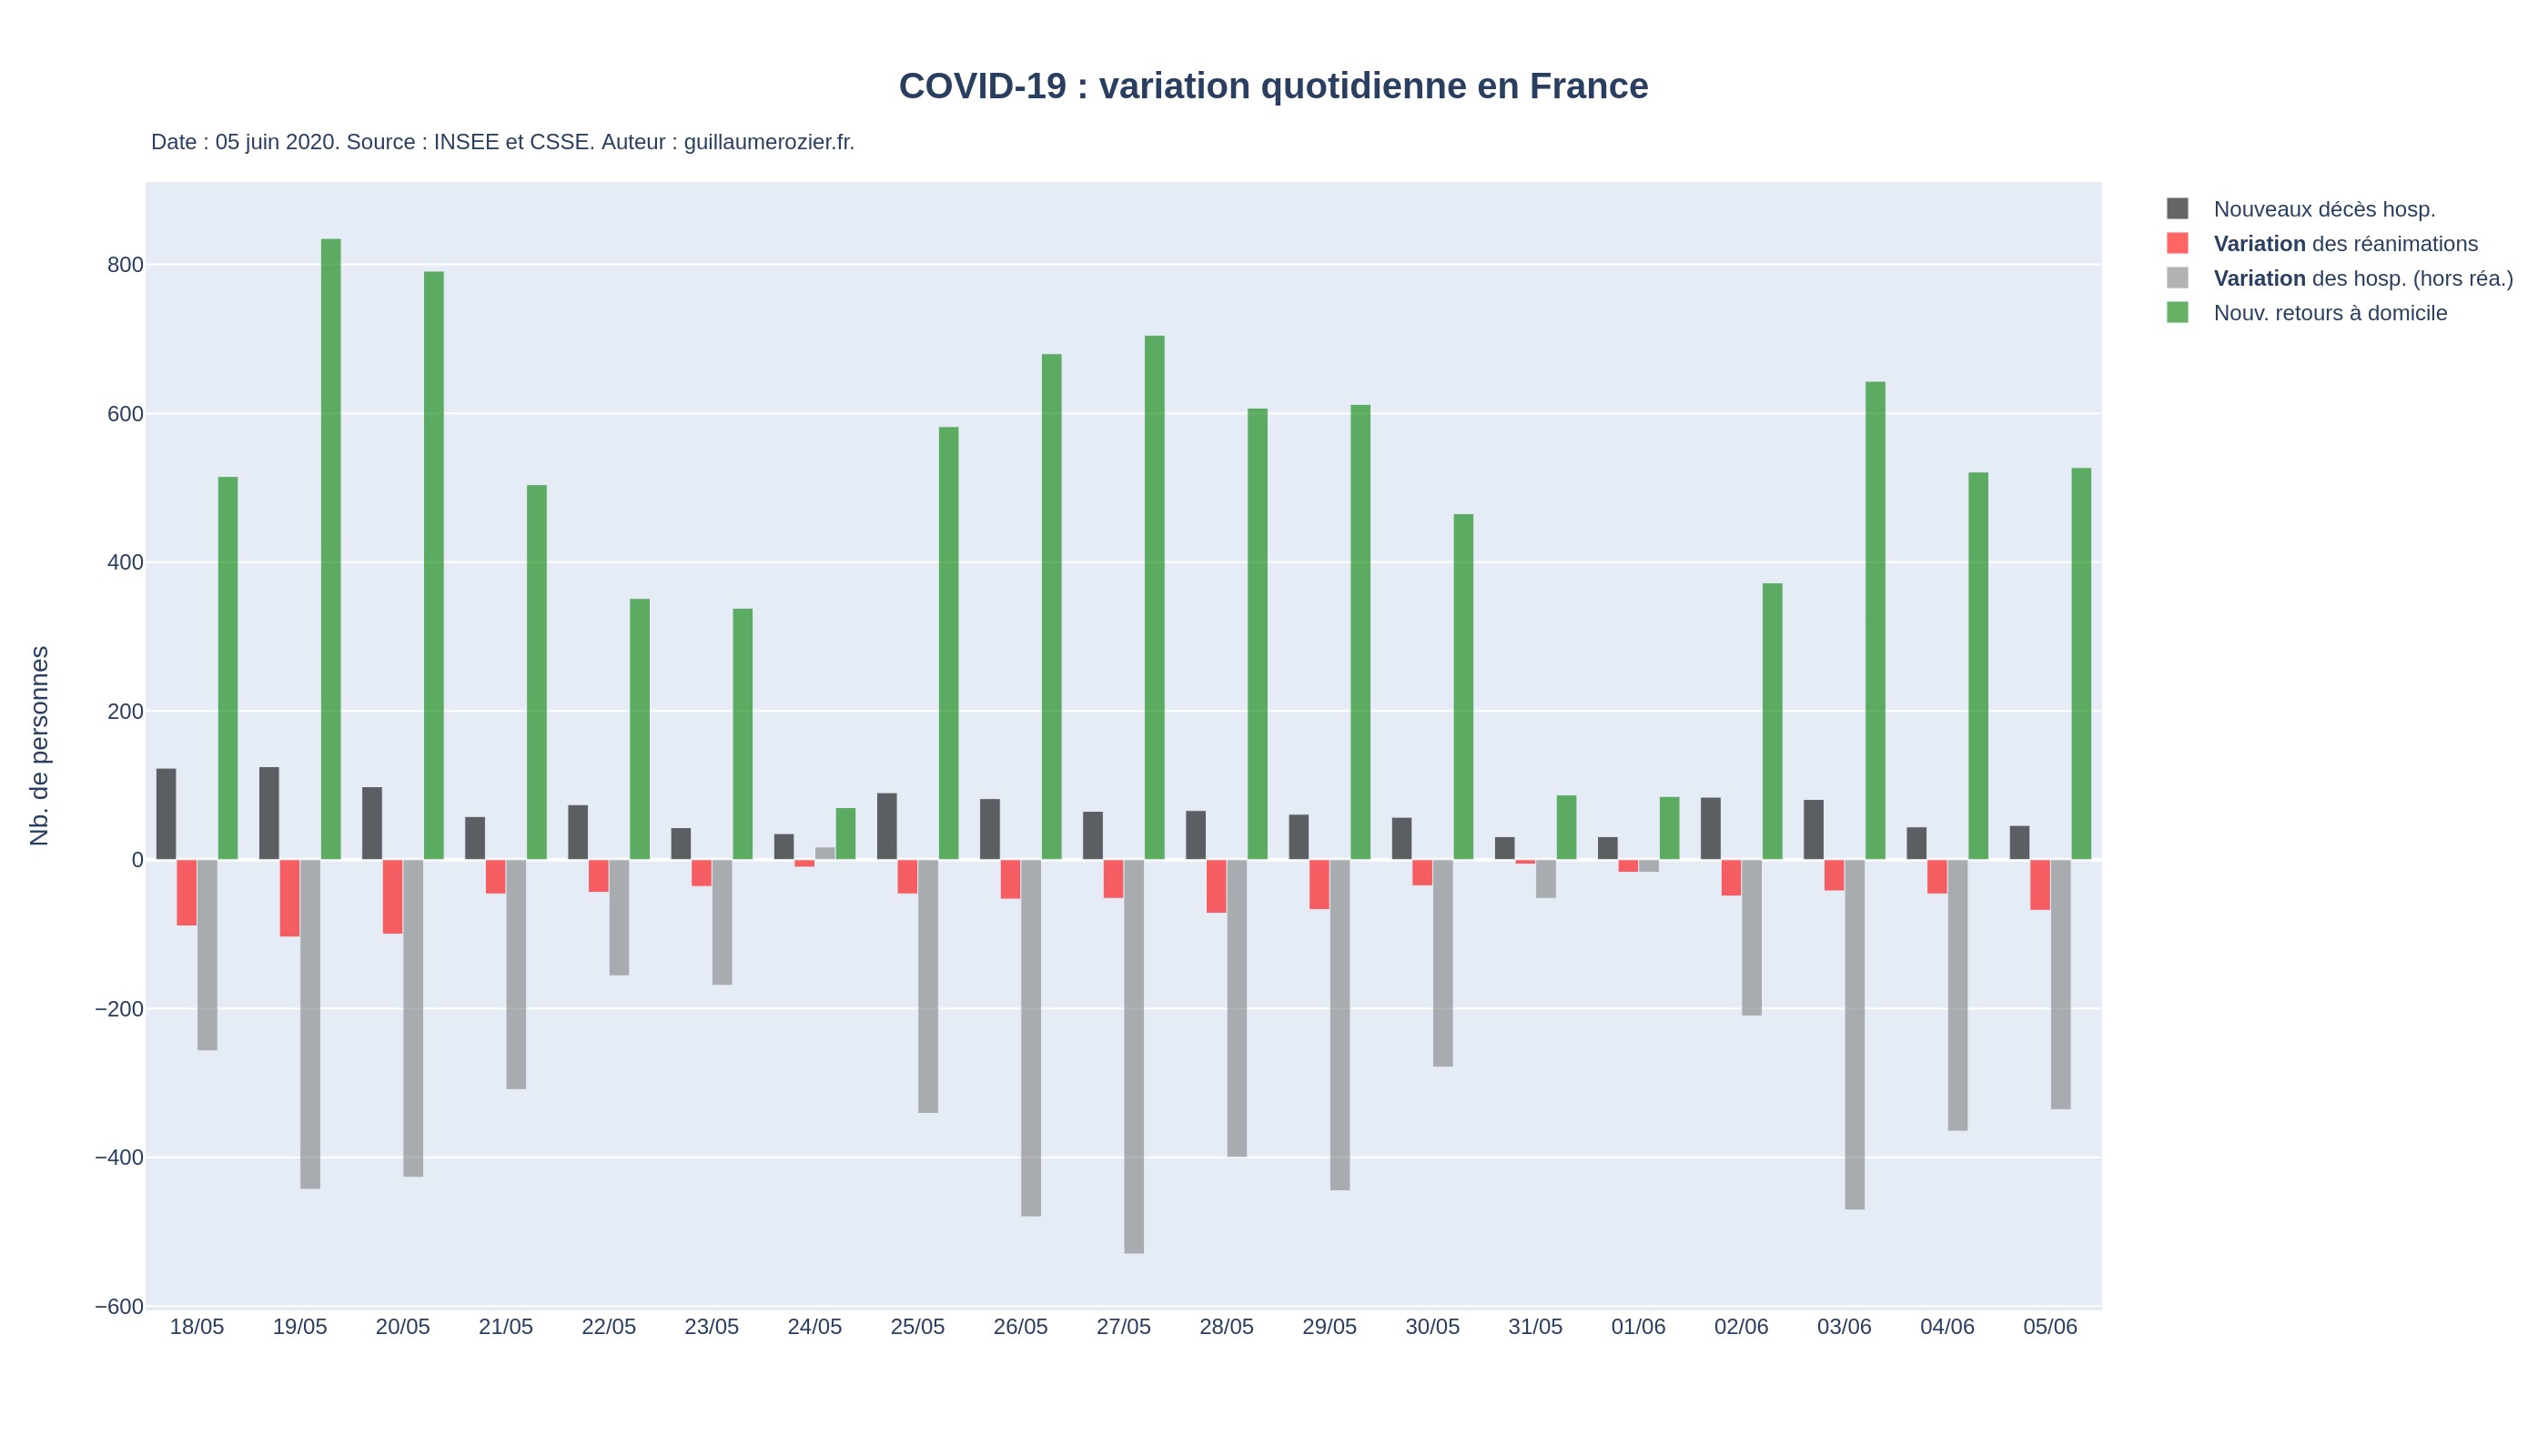 COVID-19 : variation quotidienne en France
Date : 05 juin 2020. Source : INSEE et CSSE. Auteur : guillaumerozier.fr.
Nouveaux décès hosp.
Variation des réanimations
Variation des hosp. (hors réa.)
Nouv. retours à domicile
Nb. de personnes
800
600
400
200
0
−200
−400
−600
18/05 19/05 20/05 21/05 22/05 23/05 24/05 25/05 26/05 27/05 28/05 29/05 30/05 31/05 01/06 02/06 03/06 04/06 05/06